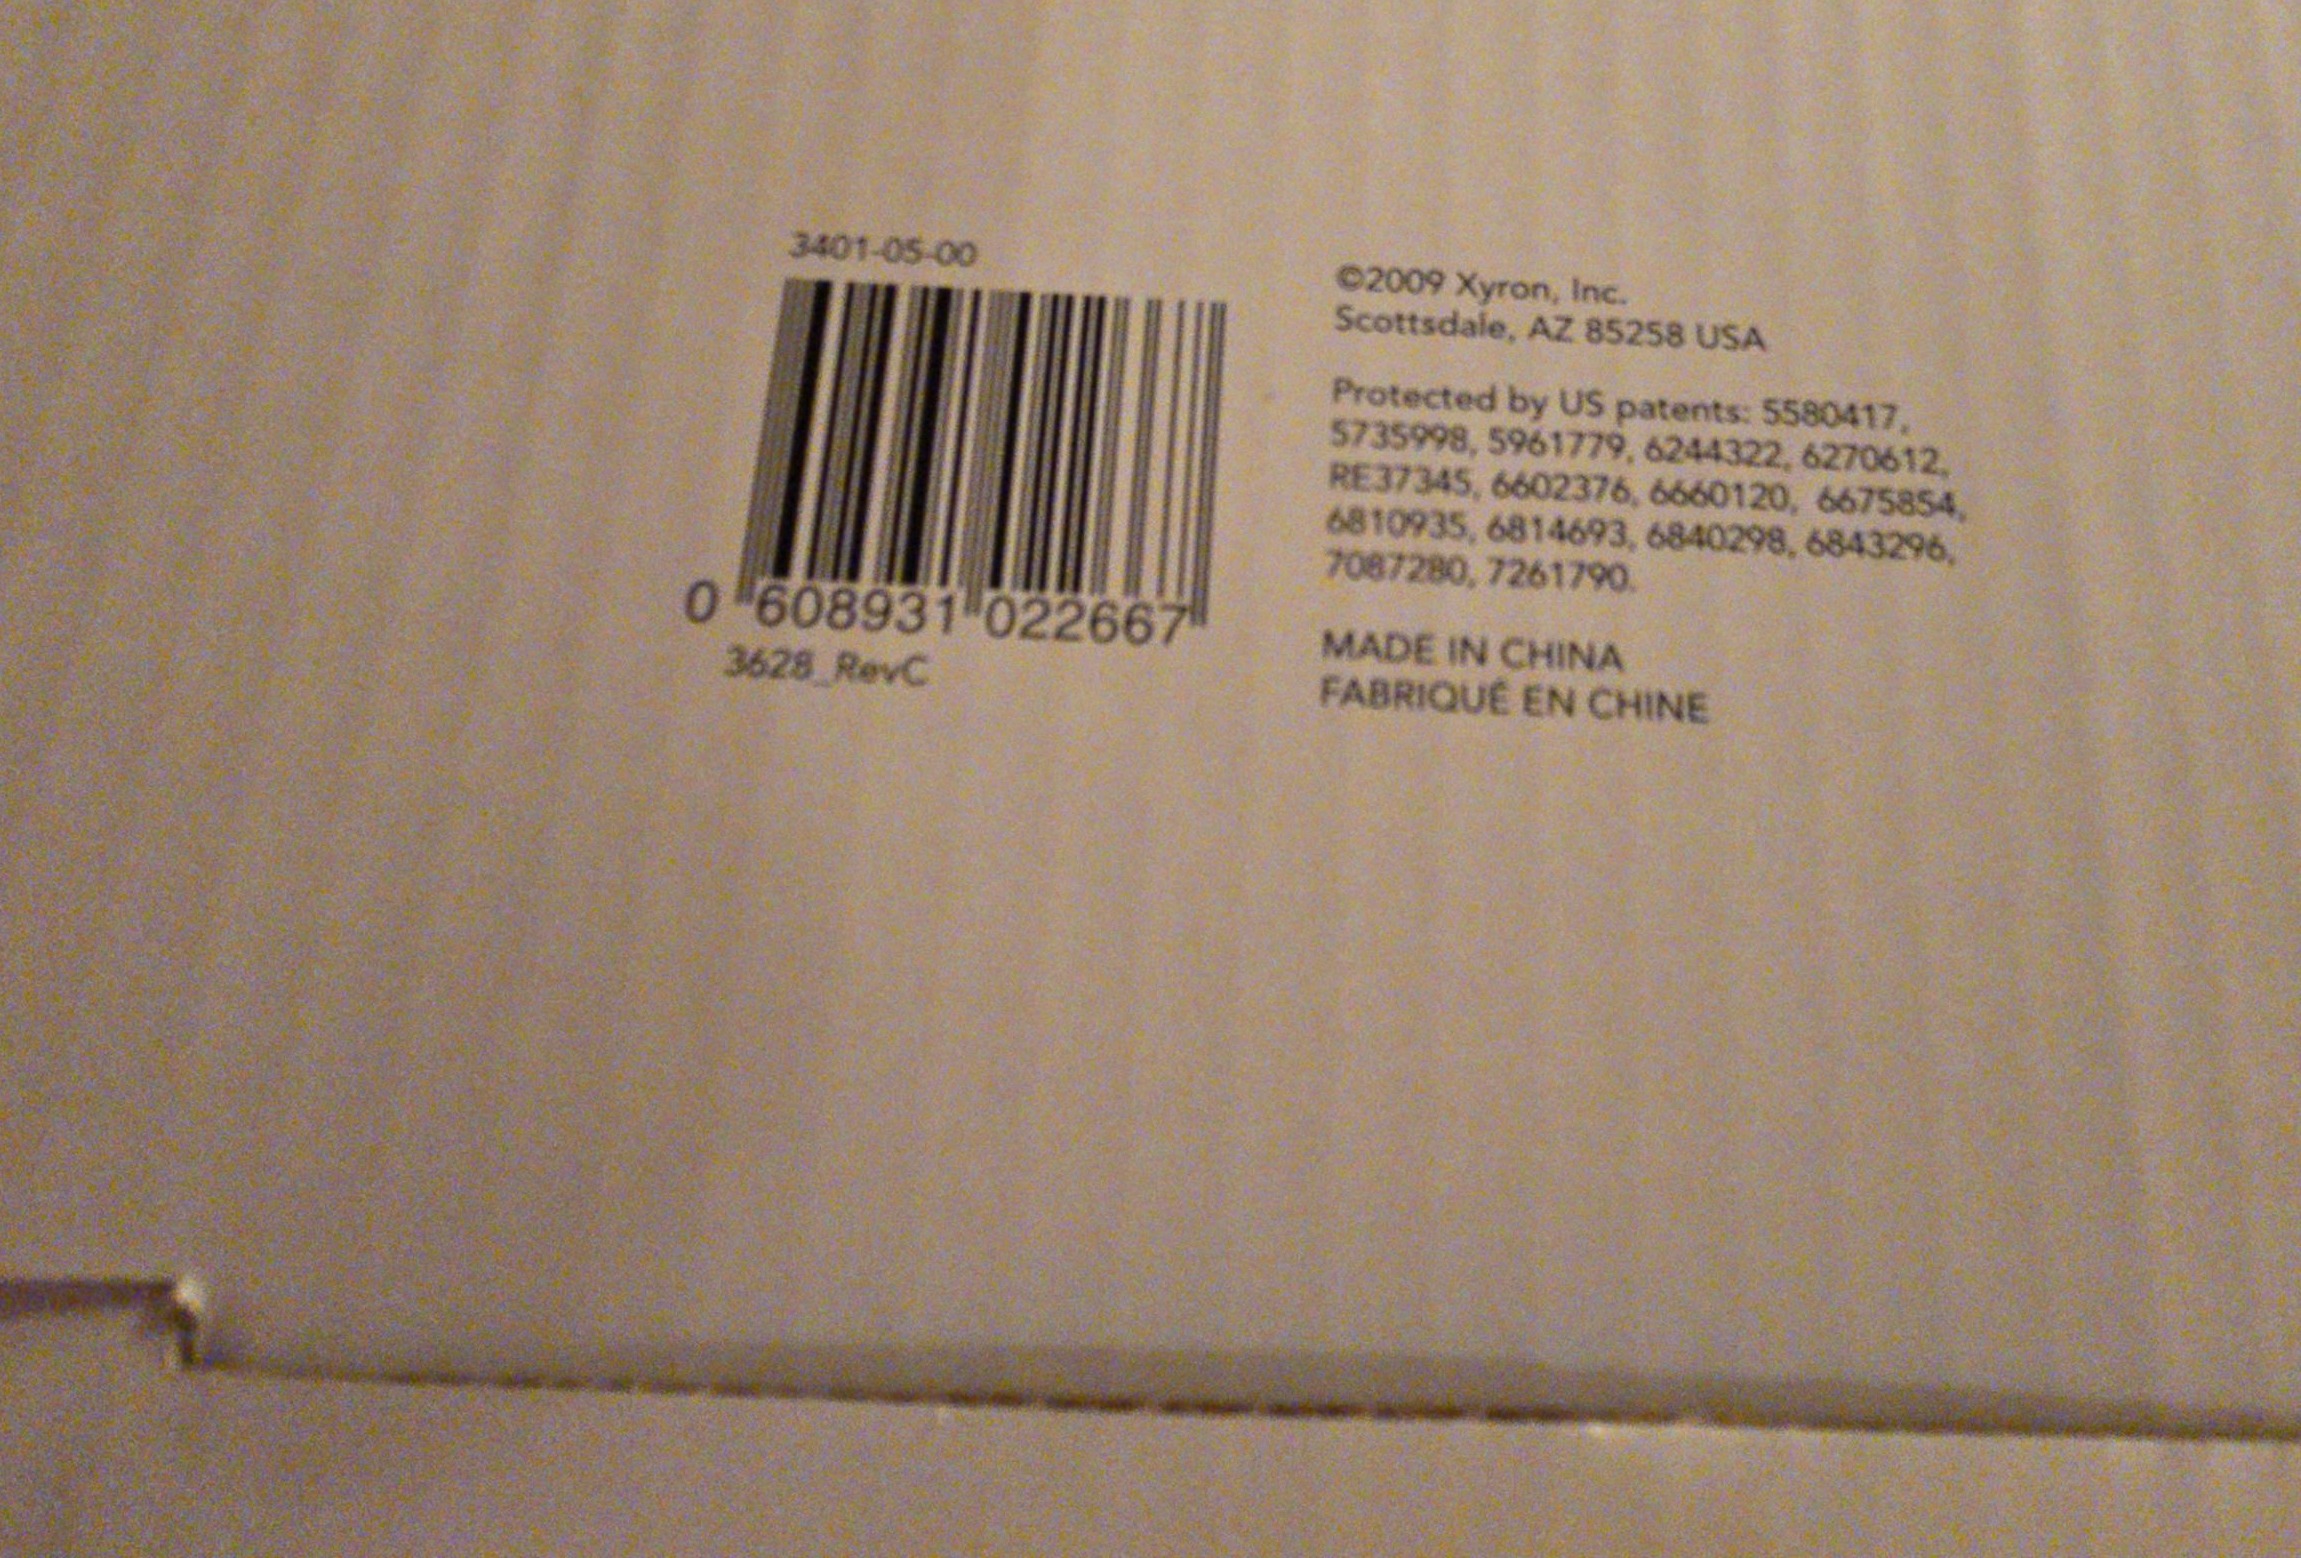 3401-05-00
0 608931 022667
3628_RevC
©2009 Xyron, Inc.
Scottsdale, AZ 85258 USA
Protected by US patents: 5580417,
5735998, 5961779, 6244322, 6270612,
RE37345, 6602376, 6660120, 6675854,
6810935, 6814693, 6840298, 6843296,
7087280, 7261790.
MADE IN CHINA
FABRIQUÉ EN CHINE